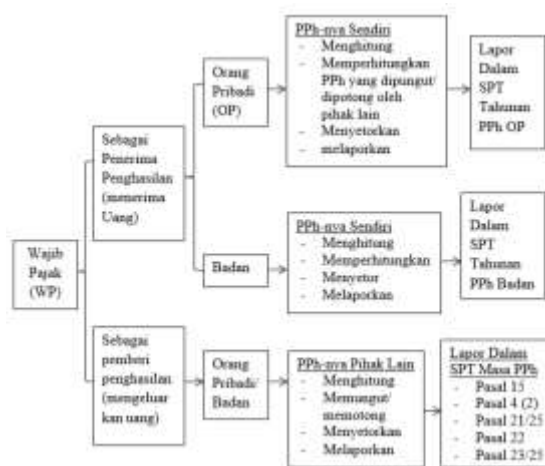 Wajib
Pajak
(WP)
Sebagai
Penerima
Penghasilan
(menerima
Uang)
Orang
Pribadi
(OP)
PPh-nya Sendiri
- Menghitung
- Memperhitungkan
PPh yang dipungut/
dipotong oleh
pihak lain
- Menyetorkan
- melaporkan
Lapor
Dalam
SPT
Tahunan
PPh OP
Badan
PPh-nya Sendiri
- Menghitung
- Memperhitungkan
- Menyetur
- Melaporkan
Lapor
Dalam
SPT
Tahunan
PPh Badan
Sebagai
pemberi
penghasilan
(mengeluar
kan uang)
Orang
Pribadi/
Badan
PPh-nya Pihak Lain
- Menghitung
- Memungut/
memotong
- Menyetorkan
- Melaporkan
Lapor Dalam
SPT Masa PPh
- Pasal 15
- Pasal 4 (2)
- Pasal 21/25
- Pasal 22
- Pasal 23/25